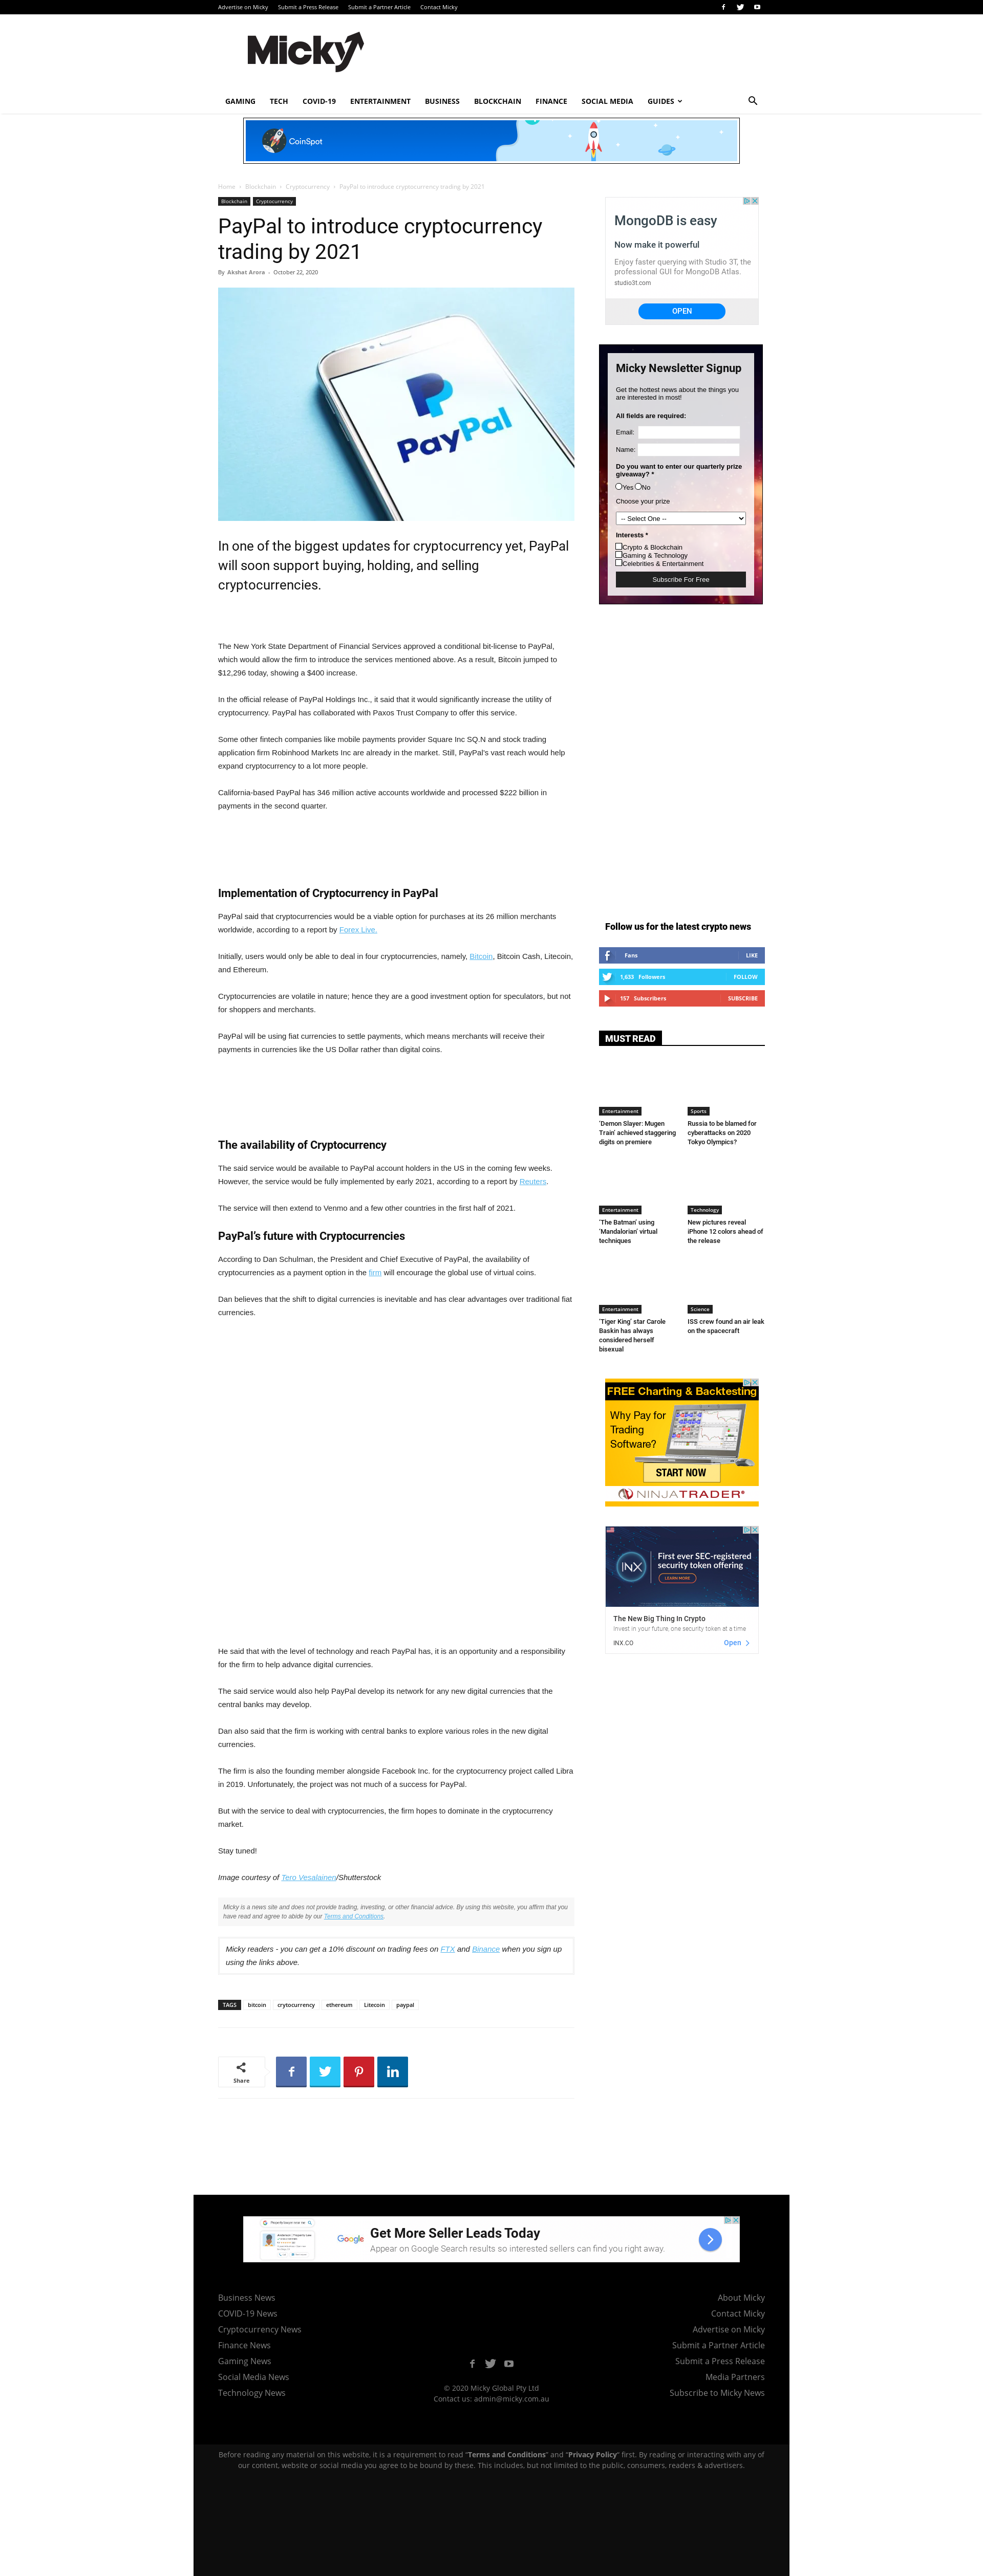 Advertise on Micky Submit a Press Release Submit a Partner Article Contact Micky
Micky
GAMING TECH COVID-19 ENTERTAINMENT BUSINESS BLOCKCHAIN FINANCE SOCIAL MEDIA GUIDES
CoinSpot
Home Blockchain Cryptocurrency PayPal to introduce cryptocurrency trading by 2021
Blockchain Cryptocurrency
PayPal to introduce cryptocurrency
trading by 2021
By Akshat Arora - October 22, 2020
PayPal
In one of the biggest updates for cryptocurrency yet, PayPal
will soon support buying, holding, and selling
cryptocurrencies.
The New York State Department of Financial Services approved a conditional bit-license to PayPal,
which would allow the firm to introduce the services mentioned above. As a result, Bitcoin jumped to
$12,296 today, showing a $400 increase.
In the official release of PayPal Holdings Inc., it said that it would significantly increase the utility of
cryptocurrency. PayPal has collaborated with Paxos Trust Company to offer this service.
Some other fintech companies like mobile payments provider Square Inc SQ.N and stock trading
application firm Robinhood Markets Inc are already in the market. Still, PayPal's vast reach would help
expand cryptocurrency to a lot more people.
California-based PayPal has 346 million active accounts worldwide and processed $222 billion in
payments in the second quarter.
Implementation of Cryptocurrency in PayPal
PayPal said that cryptocurrencies would be a viable option for purchases at its 26 million merchants
worldwide, according to a report by Forex Live.
Initially, users would only be able to deal in four cryptocurrencies, namely, Bitcoin, Bitcoin Cash, Litecoin,
and Ethereum.
Cryptocurrencies are volatile in nature; hence they are a good investment option for speculators, but not
for shoppers and merchants.
PayPal will be using fiat currencies to settle payments, which means merchants will receive their
payments in currencies like the US Dollar rather than digital coins.
The availability of Cryptocurrency
The said service would be available to PayPal account holders in the US in the coming few weeks.
However, the service would be fully implemented by early 2021, according to a report by Reuters.
The service will then extend to Venmo and a few other countries in the first half of 2021.
PayPal's future with Cryptocurrencies
According to Dan Schulman, the President and Chief Executive of PayPal, the availability of
cryptocurrencies as a payment option in the firm will encourage the global use of virtual coins.
Dan believes that the shift to digital currencies is inevitable and has clear advantages over traditional fiat
currencies.
He said that with the level of technology and reach PayPal has, it is an opportunity and a responsibility
for the firm to help advance digital currencies.
The said service would also help PayPal develop its network for any new digital currencies that the
central banks may develop.
Dan also said that the firm is working with central banks to explore various roles in the new digital
currencies.
The firm is also the founding member alongside Facebook Inc. for the cryptocurrency project called Libra
in 2019. Unfortunately, the project was not much of a success for PayPal.
But with the service to deal with cryptocurrencies, the firm hopes to dominate in the cryptocurrency
market.
Stay tuned!
Image courtesy of Tero Vesalainen/Shutterstock
Micky is a news site and does not provide trading, investing, or other financial advice. By using this website, you affirm that you
have read and agree to abide by our Terms and Conditions.
Micky readers - you can get a 10% discount on trading fees on FTX and Binance when you sign up
using the links above.
TAGS bitcoin crytocurrency ethereum Litecoin paypal
Share
MongoDB is easy
Now make it powerful
Enjoy faster querying with Studio 3T, the
professional GUI for MongoDB Atlas.
studio3t.com
OPEN
Micky Newsletter Signup
Get the hottest news about the things you
are interested in most!
All fields are required:
Email:
Name:
Do you want to enter our quarterly prize
giveaway? *
Yes No
Choose your prize
-- Select One --
Interests *
Crypto & Blockchain
Gaming & Technology
Celebrities & Entertainment
Subscribe For Free
Follow us for the latest crypto news
Fans LIKE
1,633 Followers FOLLOW
157 Subscribers SUBSCRIBE
MUST READ
Entertainment
'Demon Slayer: Mugen
Train' achieved staggering
digits on premiere
Sports
Russia to be blamed for
cyberattacks on 2020
Tokyo Olympics?
Entertainment
'The Batman' using
'Mandalorian' virtual
techniques
Technology
New pictures reveal
iPhone 12 colors ahead of
the release
Entertainment
'Tiger King' star Carole
Baskin has always
considered herself
bisexual
Science
ISS crew found an air leak
on the spacecraft
FREE Charting & Backtesting
Why Pay for
Trading
Software?
START NOW
NINJATRADER®
INX
First ever SEC-registered
security token offering
LEARN MORE
The New Big Thing In Crypto
Invest in your future, one security token at a time
INX.CO Open
Google
Get More Seller Leads Today
Appear on Google Search results so interested sellers can find you right away.
Business News
COVID-19 News
Cryptocurrency News
Finance News
Gaming News
Social Media News
Technology News
© 2020 Micky Global Pty Ltd
Contact us: admin@micky.com.au
About Micky
Contact Micky
Advertise on Micky
Submit a Partner Article
Submit a Press Release
Media Partners
Subscribe to Micky News
Before reading any material on this website, it is a requirement to read "Terms and Conditions" and "Privacy Policy" first. By reading or interacting with any of
our content, website or social media you agree to be bound by these. This includes, but not limited to the public, consumers, readers & advertisers.